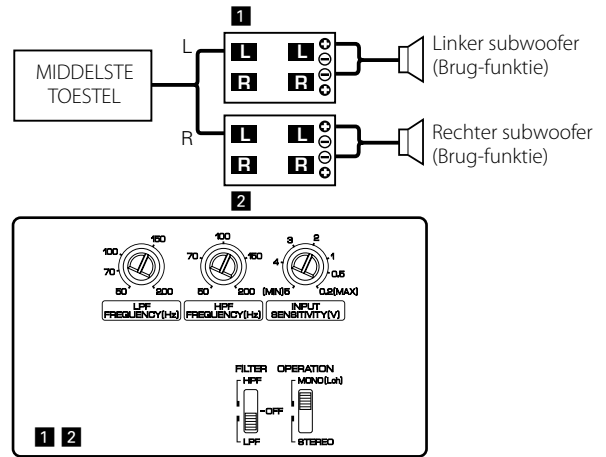 1
L
MIDDELSTE
TOESTEL
R
L L ⊕
⊖
R R ⊖
⊕
Linker subwoofer
(Brug-funktie)
L L ⊕
⊖
R R ⊖
⊕
Rechter subwoofer
(Brug-funktie)
2
50 70 100 150 200
LPF
FREQUENCY(Hz)
50 70 100 150 200
HPF
FREQUENCY(Hz)
(MIN)5 4 3 2 1 0.5 0.2(MAX)
INPUT
SENSITIVITY(V)
FILTER OPERATION
HPF MONO(Lch)
OFF
LPF STEREO
1 2